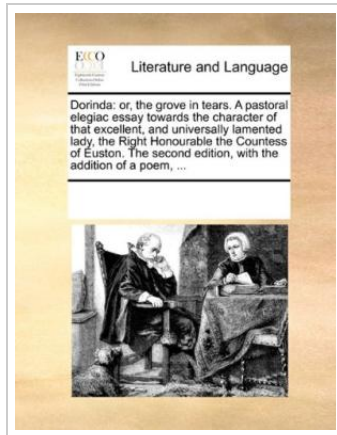 ECCO
Literature and Language
Dorinda: or, the grove in tears. A pastoral
elegiac essay towards the character of
that excellent, and universally lamented
lady, the Right Honourable the Countess
of Euston. The second edition, with the
addition of a poem, ...